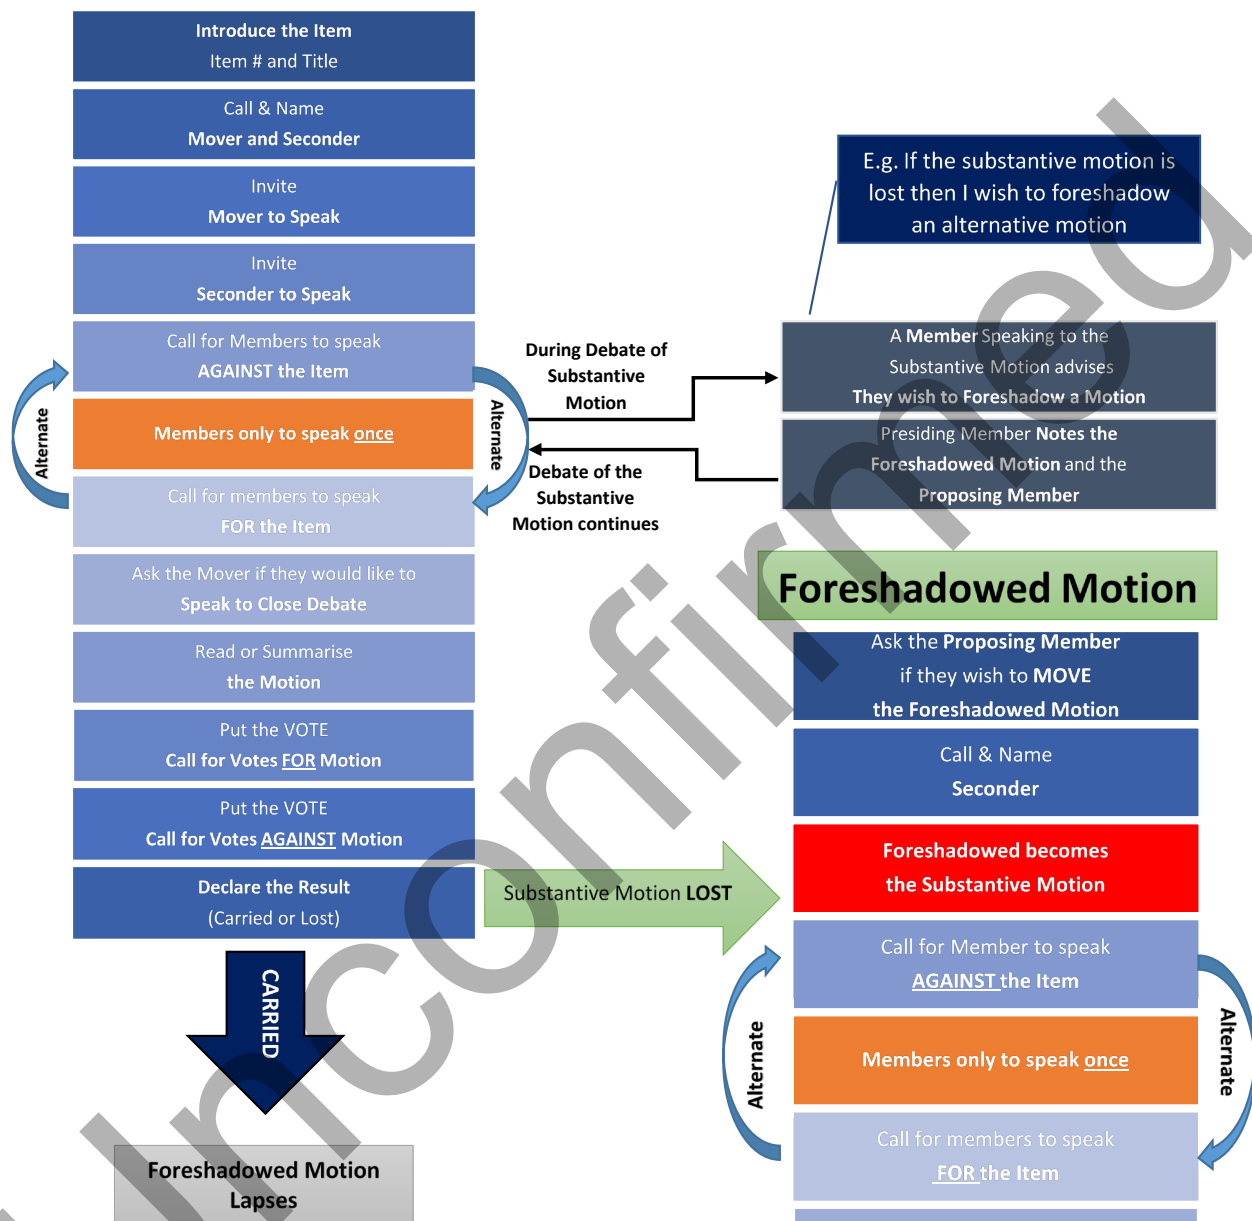 Introduce the Item
Item # and Title
Call & Name
Mover and Seconder
Invite
Mover to Speak
Invite
Seconder to Speak
Call for Members to speak
AGAINST the Item
Alternate
Members only to speak once
Alternate
Call for members to speak
FOR the Item
Ask the Mover if they would like to
Speak to Close Debate
Read or Summarise
the Motion
Put the VOTE
Call for Votes FOR Motion
Put the VOTE
Call for Votes AGAINST Motion
Declare the Result
(Carried or Lost)
CARRIED
Foreshadowed Motion
Lapses
During Debate of
Substantive
Motion
Debate of the
Substantive
Motion continues
E.g. If the substantive motion is
lost then I wish to foreshadow
an alternative motion
A Member Speaking to the
Substantive Motion advises
They wish to Foreshadow a Motion
Presiding Member Notes the
Foreshadowed Motion and the
Proposing Member
Substantive Motion LOST
Foreshadowed Motion
Ask the Proposing Member
if they wish to MOVE
the Foreshadowed Motion
Call & Name
Seconder
Foreshadowed becomes
the Substantive Motion
Call for Member to speak
AGAINST the Item
Alternate
Members only to speak once
Alternate
Call for members to speak
FOR the Item
Unconfirmed